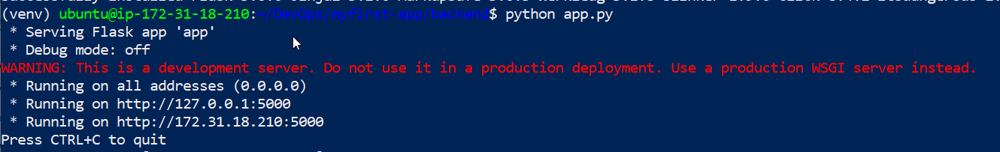 (venv) ubuntu@ip-172-31-18-210:~/DevOps/myfirst-app/backend$ python app.py
 * Serving Flask app 'app'
 * Debug mode: off
WARNING: This is a development server. Do not use it in a production deployment. Use a production WSGI server instead.
 * Running on all addresses (0.0.0.0)
 * Running on http://127.0.0.1:5000
 * Running on http://172.31.18.210:5000
Press CTRL+C to quit